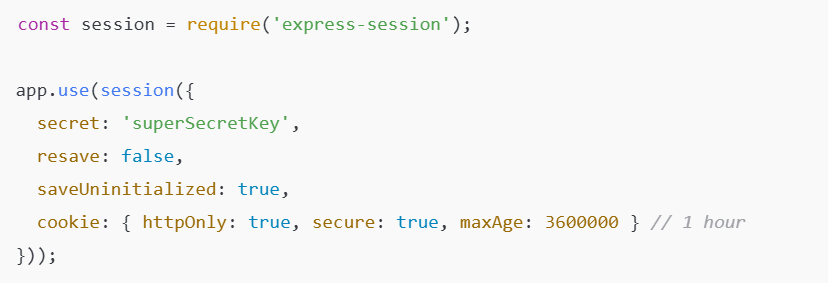 const session = require('express-session');
app.use(session({
  secret: 'superSecretKey',
  resave: false,
  saveUninitialized: true,
  cookie: { httpOnly: true, secure: true, maxAge: 3600000 } // 1 hour
}));